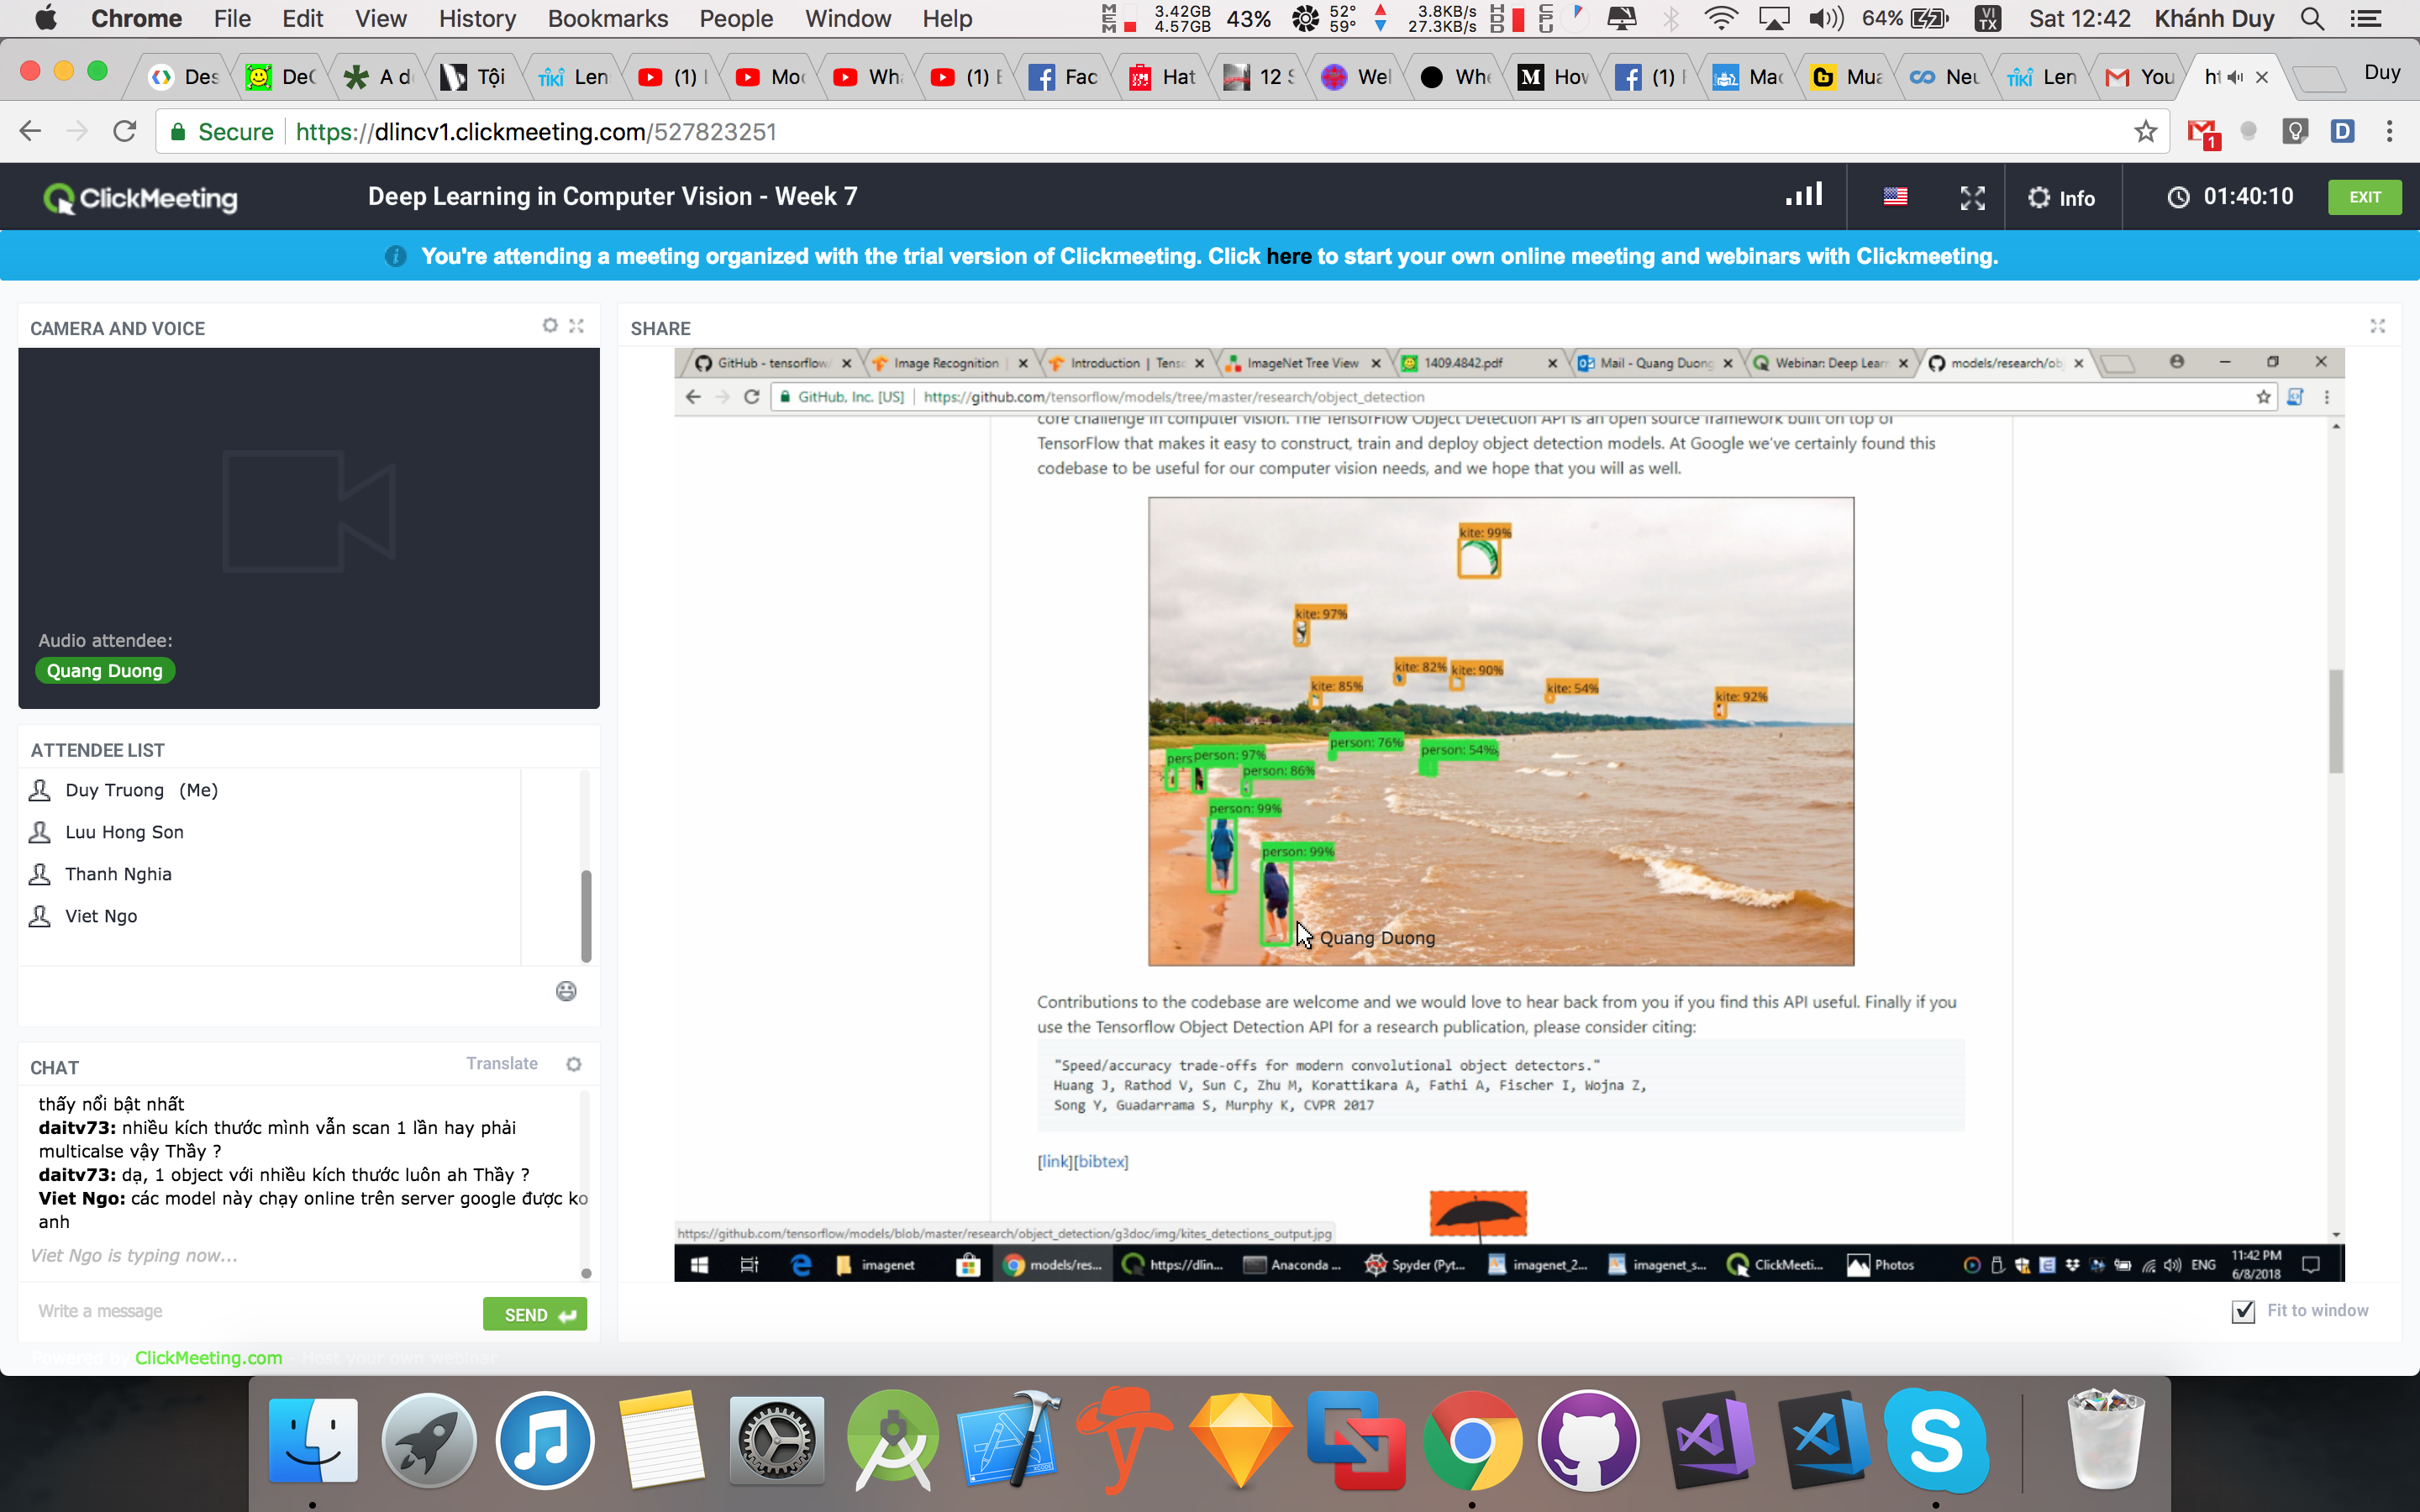 Chrome File Edit View History Bookmarks People Window Help
MEM 3.42GB 4.57GB 43% 52° 59° 3.8KB/s 27.3KB/s HDD CPU 64% VI TX Sat 12:42 Khánh Duy
Des DeC A d Tội TIKI Len (1) Moc Wha (1) E Fac Hat 12 S Wel Whe M Hov (1) Mac Mua Neu TIKI Len You ht Duy
Secure https://dlincv1.clickmeeting.com/527823251 1 D
ClickMeeting Deep Learning in Computer Vision - Week 7 Info 01:40:10 EXIT
You're attending a meeting organized with the trial version of Clickmeeting. Click here to start your own online meeting and webinars with Clickmeeting.
CAMERA AND VOICE
Audio attendee:
Quang Duong
ATTENDEE LIST
Duy Truong (Me)
Luu Hong Son
Thanh Nghia
Viet Ngo
CHAT Translate
thấy nổi bật nhất
daitv73: nhiều kích thước mình vẫn scan 1 lần hay phải
multicalse vậy Thầy ?
daitv73: dạ, 1 object với nhiều kích thước luôn ah Thầy ?
Viet Ngo: các model này chạy online trên server google được ko
anh
Viet Ngo is typing now...
Write a message SEND
Powered by ClickMeeting.com - Host your own webinar
SHARE
GitHub - tensorflow/ Image Recognition Introduction | Tenso ImageNet Tree View 1409.4842.pdf Mail - Quang Duong Webinar: Deep Learn models/research/obj
GitHub, Inc. [US] https://github.com/tensorflow/models/tree/master/research/object_detection
core challenge in computer vision. The TensorFlow Object Detection API is an open source framework built on top of
TensorFlow that makes it easy to construct, train and deploy object detection models. At Google we've certainly found this
codebase to be useful for our computer vision needs, and we hope that you will as well.
kite: 99%
kite: 97%
kite: 82% kite: 90%
kite: 85% kite: 54%
kite: 92%
person: 76% person: 54%
pers person: 97%
person: 86%
person: 99%
person: 99%
Quang Duong
Contributions to the codebase are welcome and we would love to hear back from you if you find this API useful. Finally if you
use the Tensorflow Object Detection API for a research publication, please consider citing:
"Speed/accuracy trade-offs for modern convolutional object detectors."
Huang J, Rathod V, Sun C, Zhu M, Korattikara A, Fathi A, Fischer I, Wojna Z,
Song Y, Guadarrama S, Murphy K, CVPR 2017
[link][bibtex]
https://github.com/tensorflow/models/blob/master/research/object_detection/g3doc/img/kites_detections_output.jpg
imagenet models/res... https://dlin... Anaconda ... Spyder (Pyt... imagenet_2... imagenet_s... ClickMeeti... Photos ENG 11:42 PM
6/8/2018
Fit to window